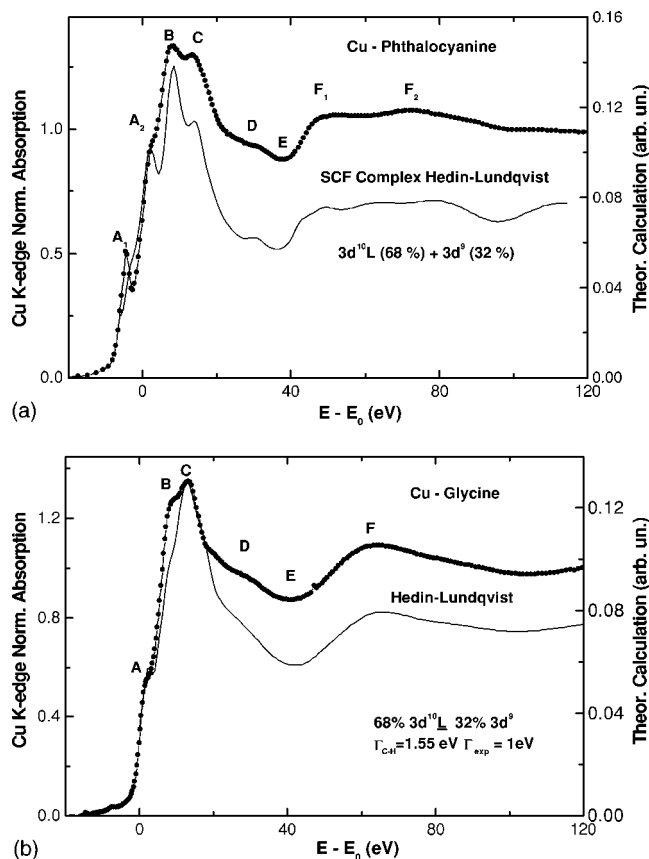 Cu - Phthalocyanine
B
C
A2
F1
F2
D
E
A1
SCF Complex Hedin-Lundqvist
3d10L (68 %) + 3d9 (32 %)
Cu K-edge Norm. Absorption
Theor. Calculation (arb. un.)
1.0
0.5
0.0
0.16
0.12
0.08
0.04
0.00
0
40
80
120
E - E0 (eV)
(a)
Cu - Glycine
B
C
D
E
F
A
Hedin-Lundqvist
68% 3d10L 32% 3d9
ΓC-H=1.55 eV Γexp = 1eV
Cu K-edge Norm. Absorption
Theor. Calculation (arb. un.)
1.2
0.8
0.4
0.0
0.12
0.08
0.04
0.00
0
40
80
120
E - E0 (eV)
(b)